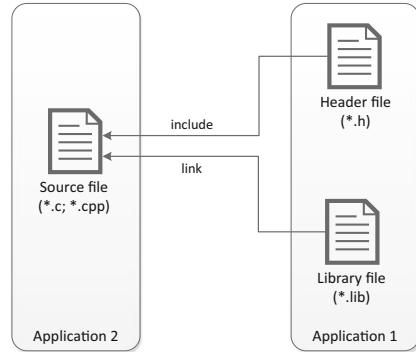 Header file
(*.h)
include
link
Source file
(*.c; *.cpp)
Library file
(*.lib)
Application 2
Application 1